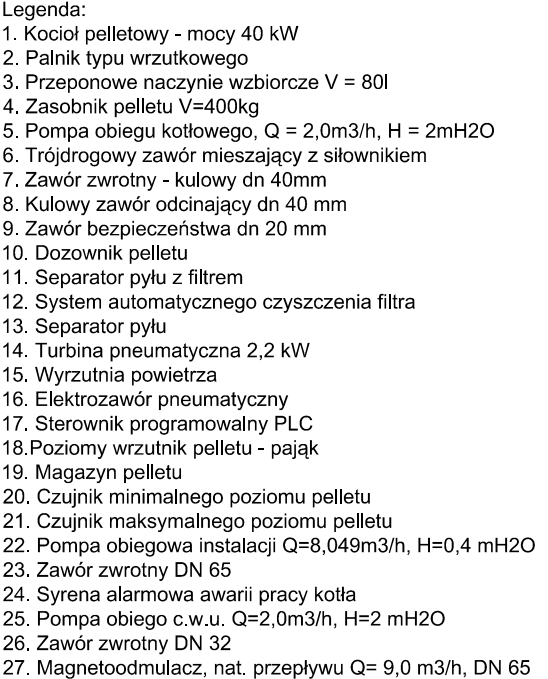 Legenda:
1. Kocioł pelletowy - mocy 40 kW
2. Palnik typu wrzutkowego
3. Przeponowe naczynie wzbiorcze V = 80l
4. Zasobnik pelletu V=400kg
5. Pompa obiegu kotłowego, Q = 2,0m3/h, H = 2mH2O
6. Trójdrogowy zawór mieszający z siłownikiem
7. Zawór zwrotny - kulowy dn 40mm
8. Kulowy zawór odcinający dn 40 mm
9. Zawór bezpieczeństwa dn 20 mm
10. Dozownik pelletu
11. Separator pyłu z filtrem
12. System automatycznego czyszczenia filtra
13. Separator pyłu
14. Turbina pneumatyczna 2,2 kW
15. Wyrzutnia powietrza
16. Elektrozawór pneumatyczny
17. Sterownik programowalny PLC
18.Poziomy wrzutnik pelletu - pająk
19. Magazyn pelletu
20. Czujnik minimalnego poziomu pelletu
21. Czujnik maksymalnego poziomu pelletu
22. Pompa obiegowa instalacji Q=8,049m3/h, H=0,4 mH2O
23. Zawór zwrotny DN 65
24. Syrena alarmowa awarii pracy kotła
25. Pompa obiego c.w.u. Q=2,0m3/h, H=2 mH2O
26. Zawór zwrotny DN 32
27. Magnetoodmulacz, nat. przepływu Q= 9,0 m3/h, DN 65